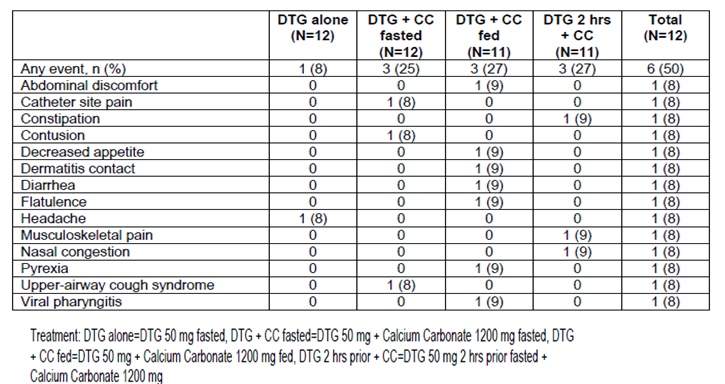 DTG alone DTG + CC DTG + CC DTG 2 hrs Total
(N=12) fasted fed + CC (N=12)
(N=12) (N=11) (N=11)
Any event, n (%) 1 (8) 3 (25) 3 (27) 3 (27) 6 (50)
Abdominal discomfort 0 0 1 (9) 0 1 (8)
Catheter site pain 0 1 (8) 0 0 1 (8)
Constipation 0 0 0 1 (9) 1 (8)
Contusion 0 1 (8) 0 0 1 (8)
Decreased appetite 0 0 1 (9) 0 1 (8)
Dermatitis contact 0 0 1 (9) 0 1 (8)
Diarrhea 0 0 1 (9) 0 1 (8)
Flatulence 0 0 1 (9) 0 1 (8)
Headache 1 (8) 0 0 0 1 (8)
Musculoskeletal pain 0 0 0 1 (9) 1 (8)
Nasal congestion 0 0 0 1 (9) 1 (8)
Pyrexia 0 0 1 (9) 0 1 (8)
Upper-airway cough syndrome 0 1 (8) 0 0 1 (8)
Viral pharyngitis 0 0 1 (9) 0 1 (8)
Treatment: DTG alone=DTG 50 mg fasted, DTG + CC fasted=DTG 50 mg + Calcium Carbonate 1200 mg fasted, DTG
+ CC fed=DTG 50 mg + Calcium Carbonate 1200 mg fed, DTG 2 hrs prior + CC=DTG 50 mg 2 hrs prior fasted +
Calcium Carbonate 1200 mg